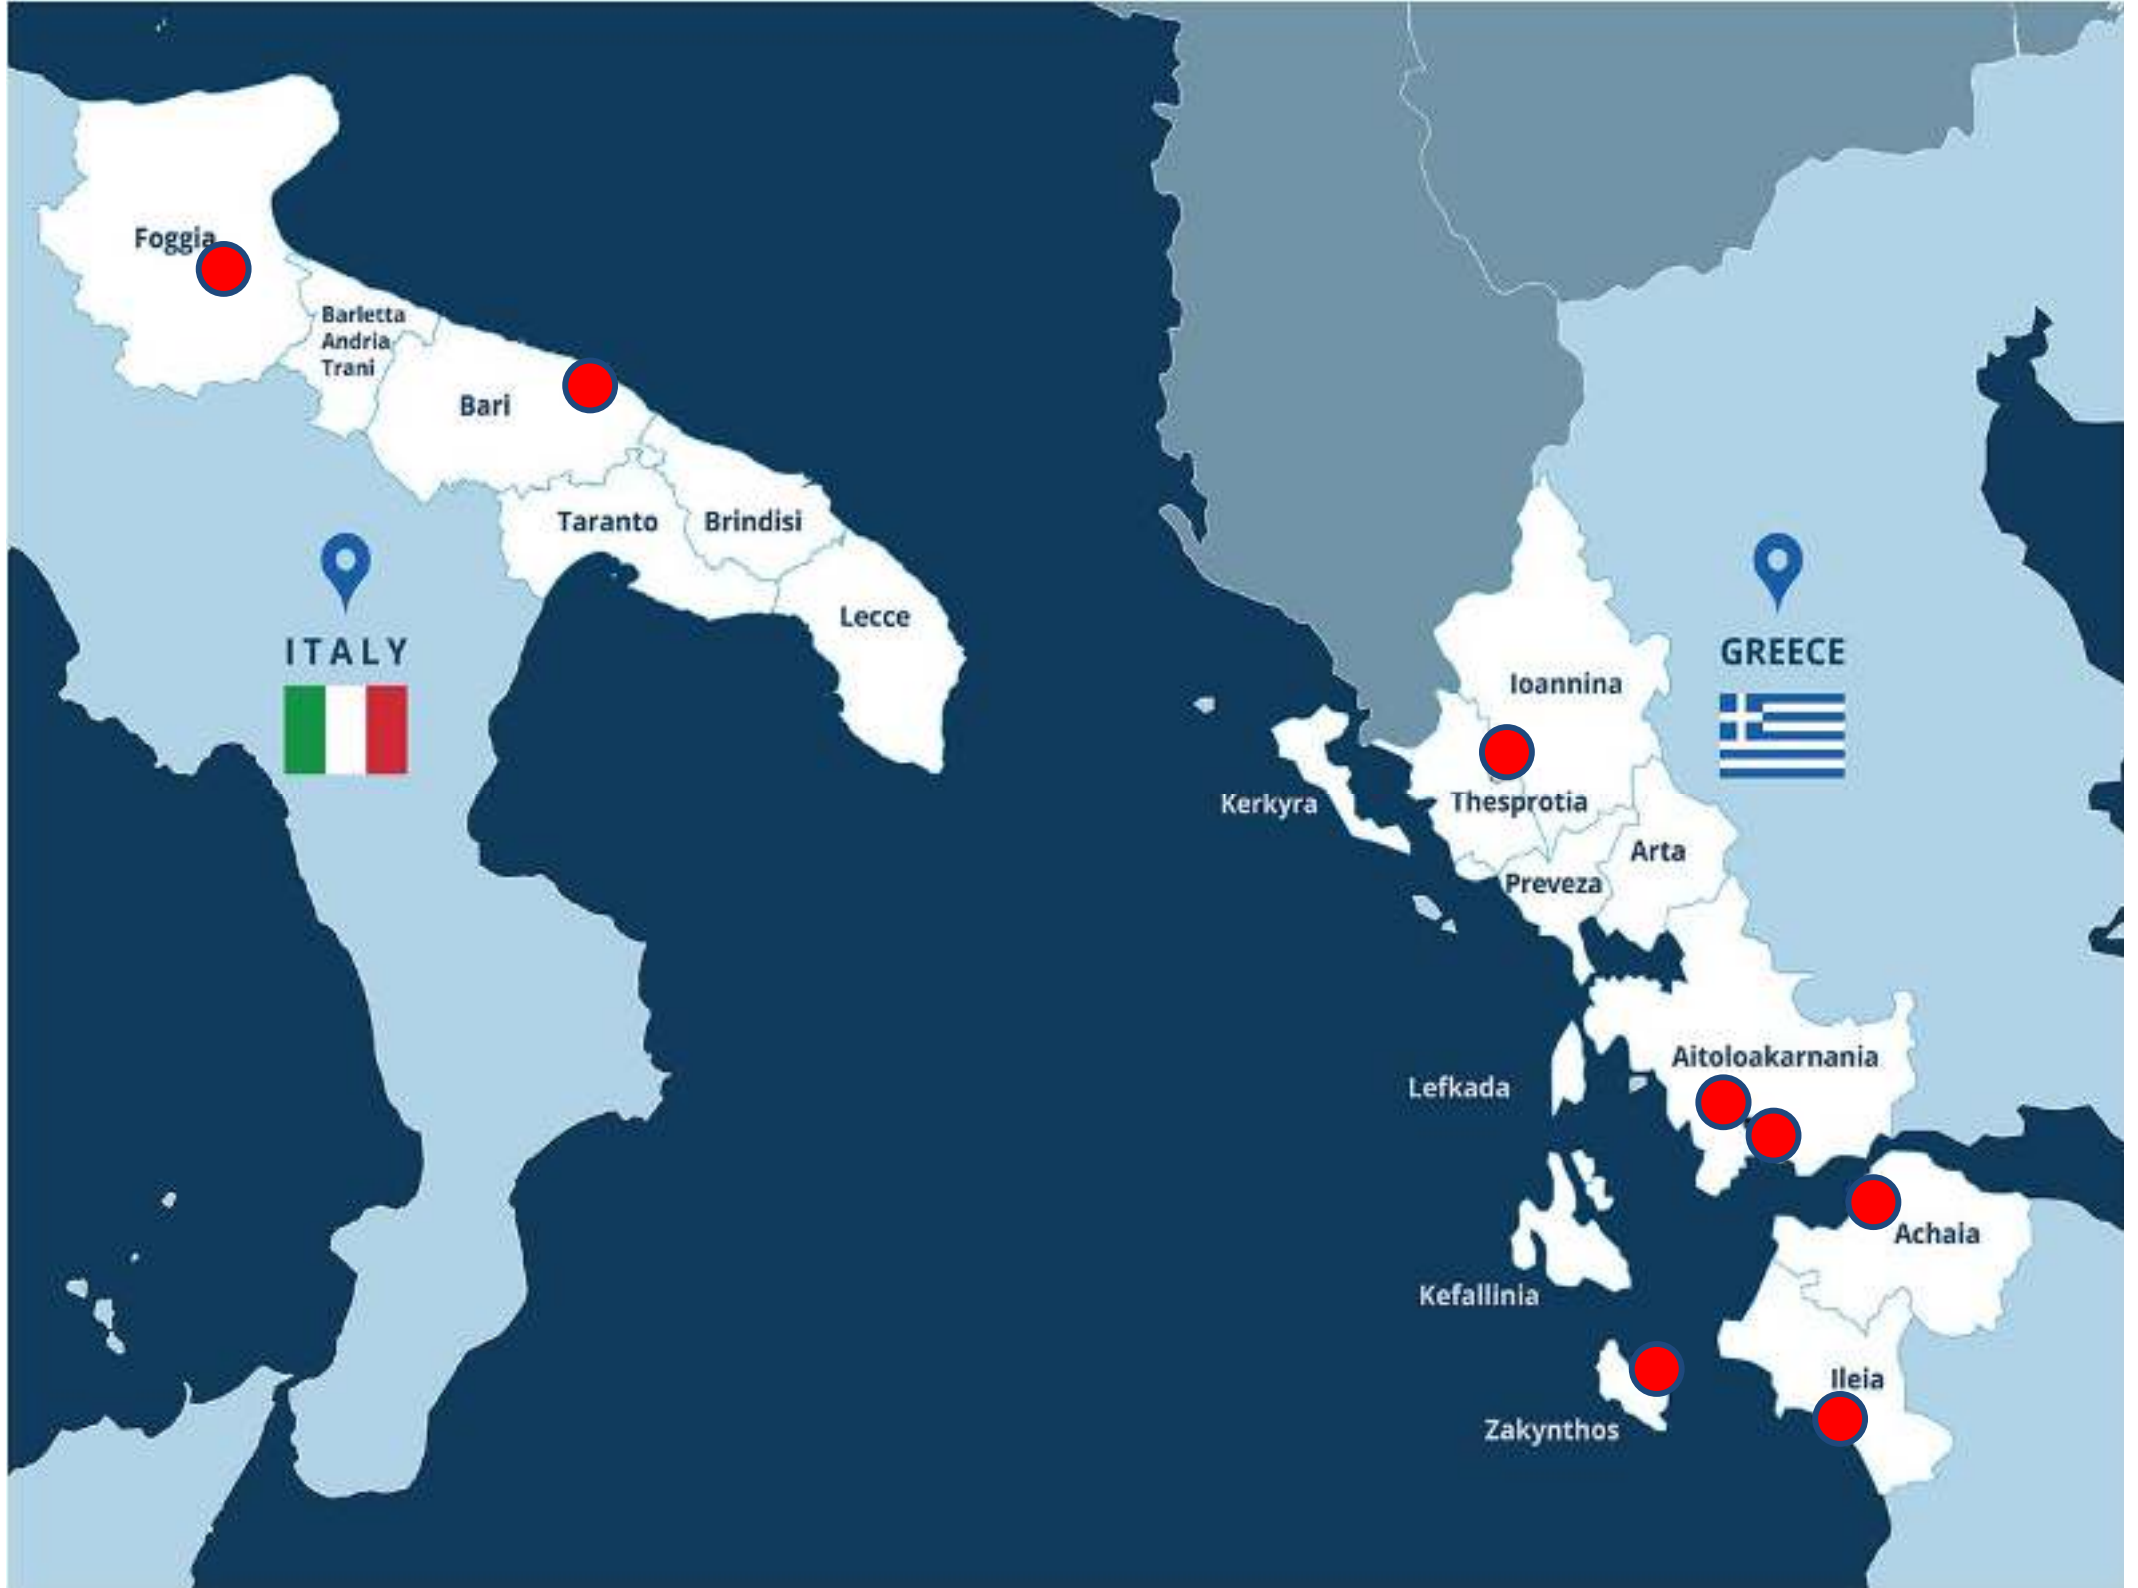 Foggia
Barletta
Andria
Trani
Bari
Taranto
Brindisi
Lecce
ITALY
GREECE
Ioannina
Kerkyra
Thesprotia
Arta
Preveza
Aitoloakarnania
Lefkada
Achaia
Kefallinia
Ileia
Zakynthos